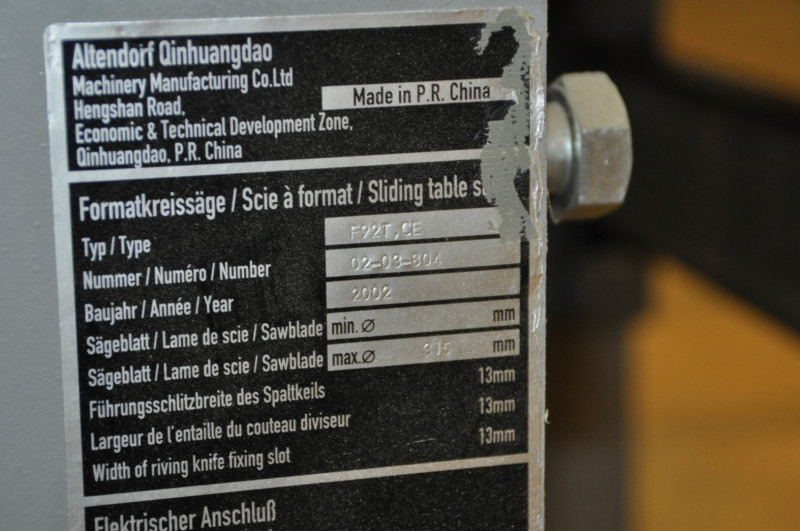 Altendorf Qinhuangdao
Machinery Manufacturing Co.Ltd
Hengshan Road,
Made in P.R. China
Economic & Technical Development Zone,
Qinhuangdao, P.R. China
Formatkreissäge / Scie à format / Sliding table
Typ / Type F92T,CE
Nummer / Numéro / Number 02-03-804
Baujahr / Année / Year 2002
Sägeblatt / Lame de scie / Sawblade min. ∅ mm
Sägeblatt / Lame de scie / Sawblade max. ∅ 315 mm
Führungsschlitzbreite des Spaltkeils 13mm
Largeur de l'entaille du couteau diviseur 13mm
Width of riving knife fixing slot 13mm
Elektrischer Anschluß